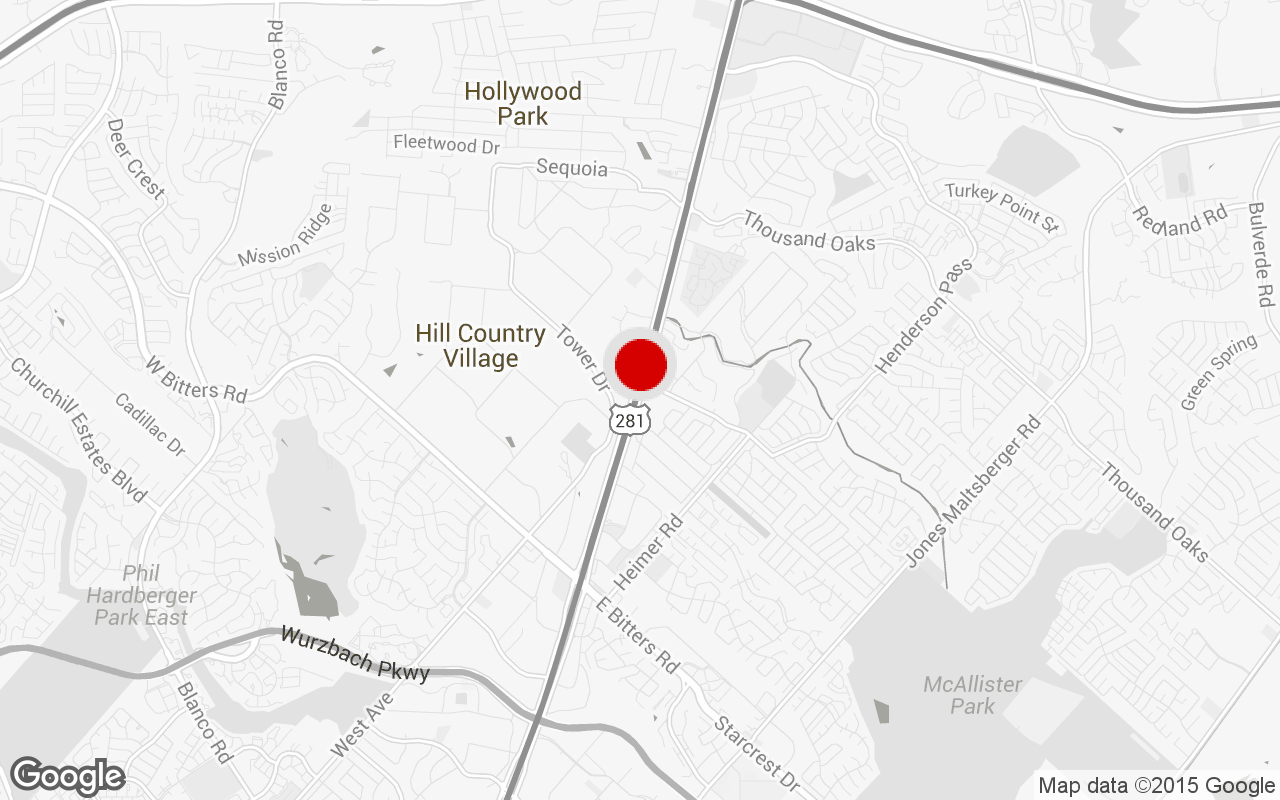 Blanco Rd
Hollywood
Park
Fleetwood Dr
Sequoia
Deer Crest
Turkey Point St
Redland Rd
Bulverde Rd
Mission Ridge
Thousand Oaks
Henderson Pass
Hill Country
Village
Tower Dr
W Bitters Rd
Green Spring
Churchill Estates Blvd
Cadillac Dr
281
Jones Maltsberger Rd
Thousand Oaks
Heimer Rd
Phil
Hardberger
Park East
E Bitters Rd
Wurzbach Pkwy
McAllister
Park
Blanco Rd
West Ave
Starcrest Dr
Google
Map data ©2015 Google